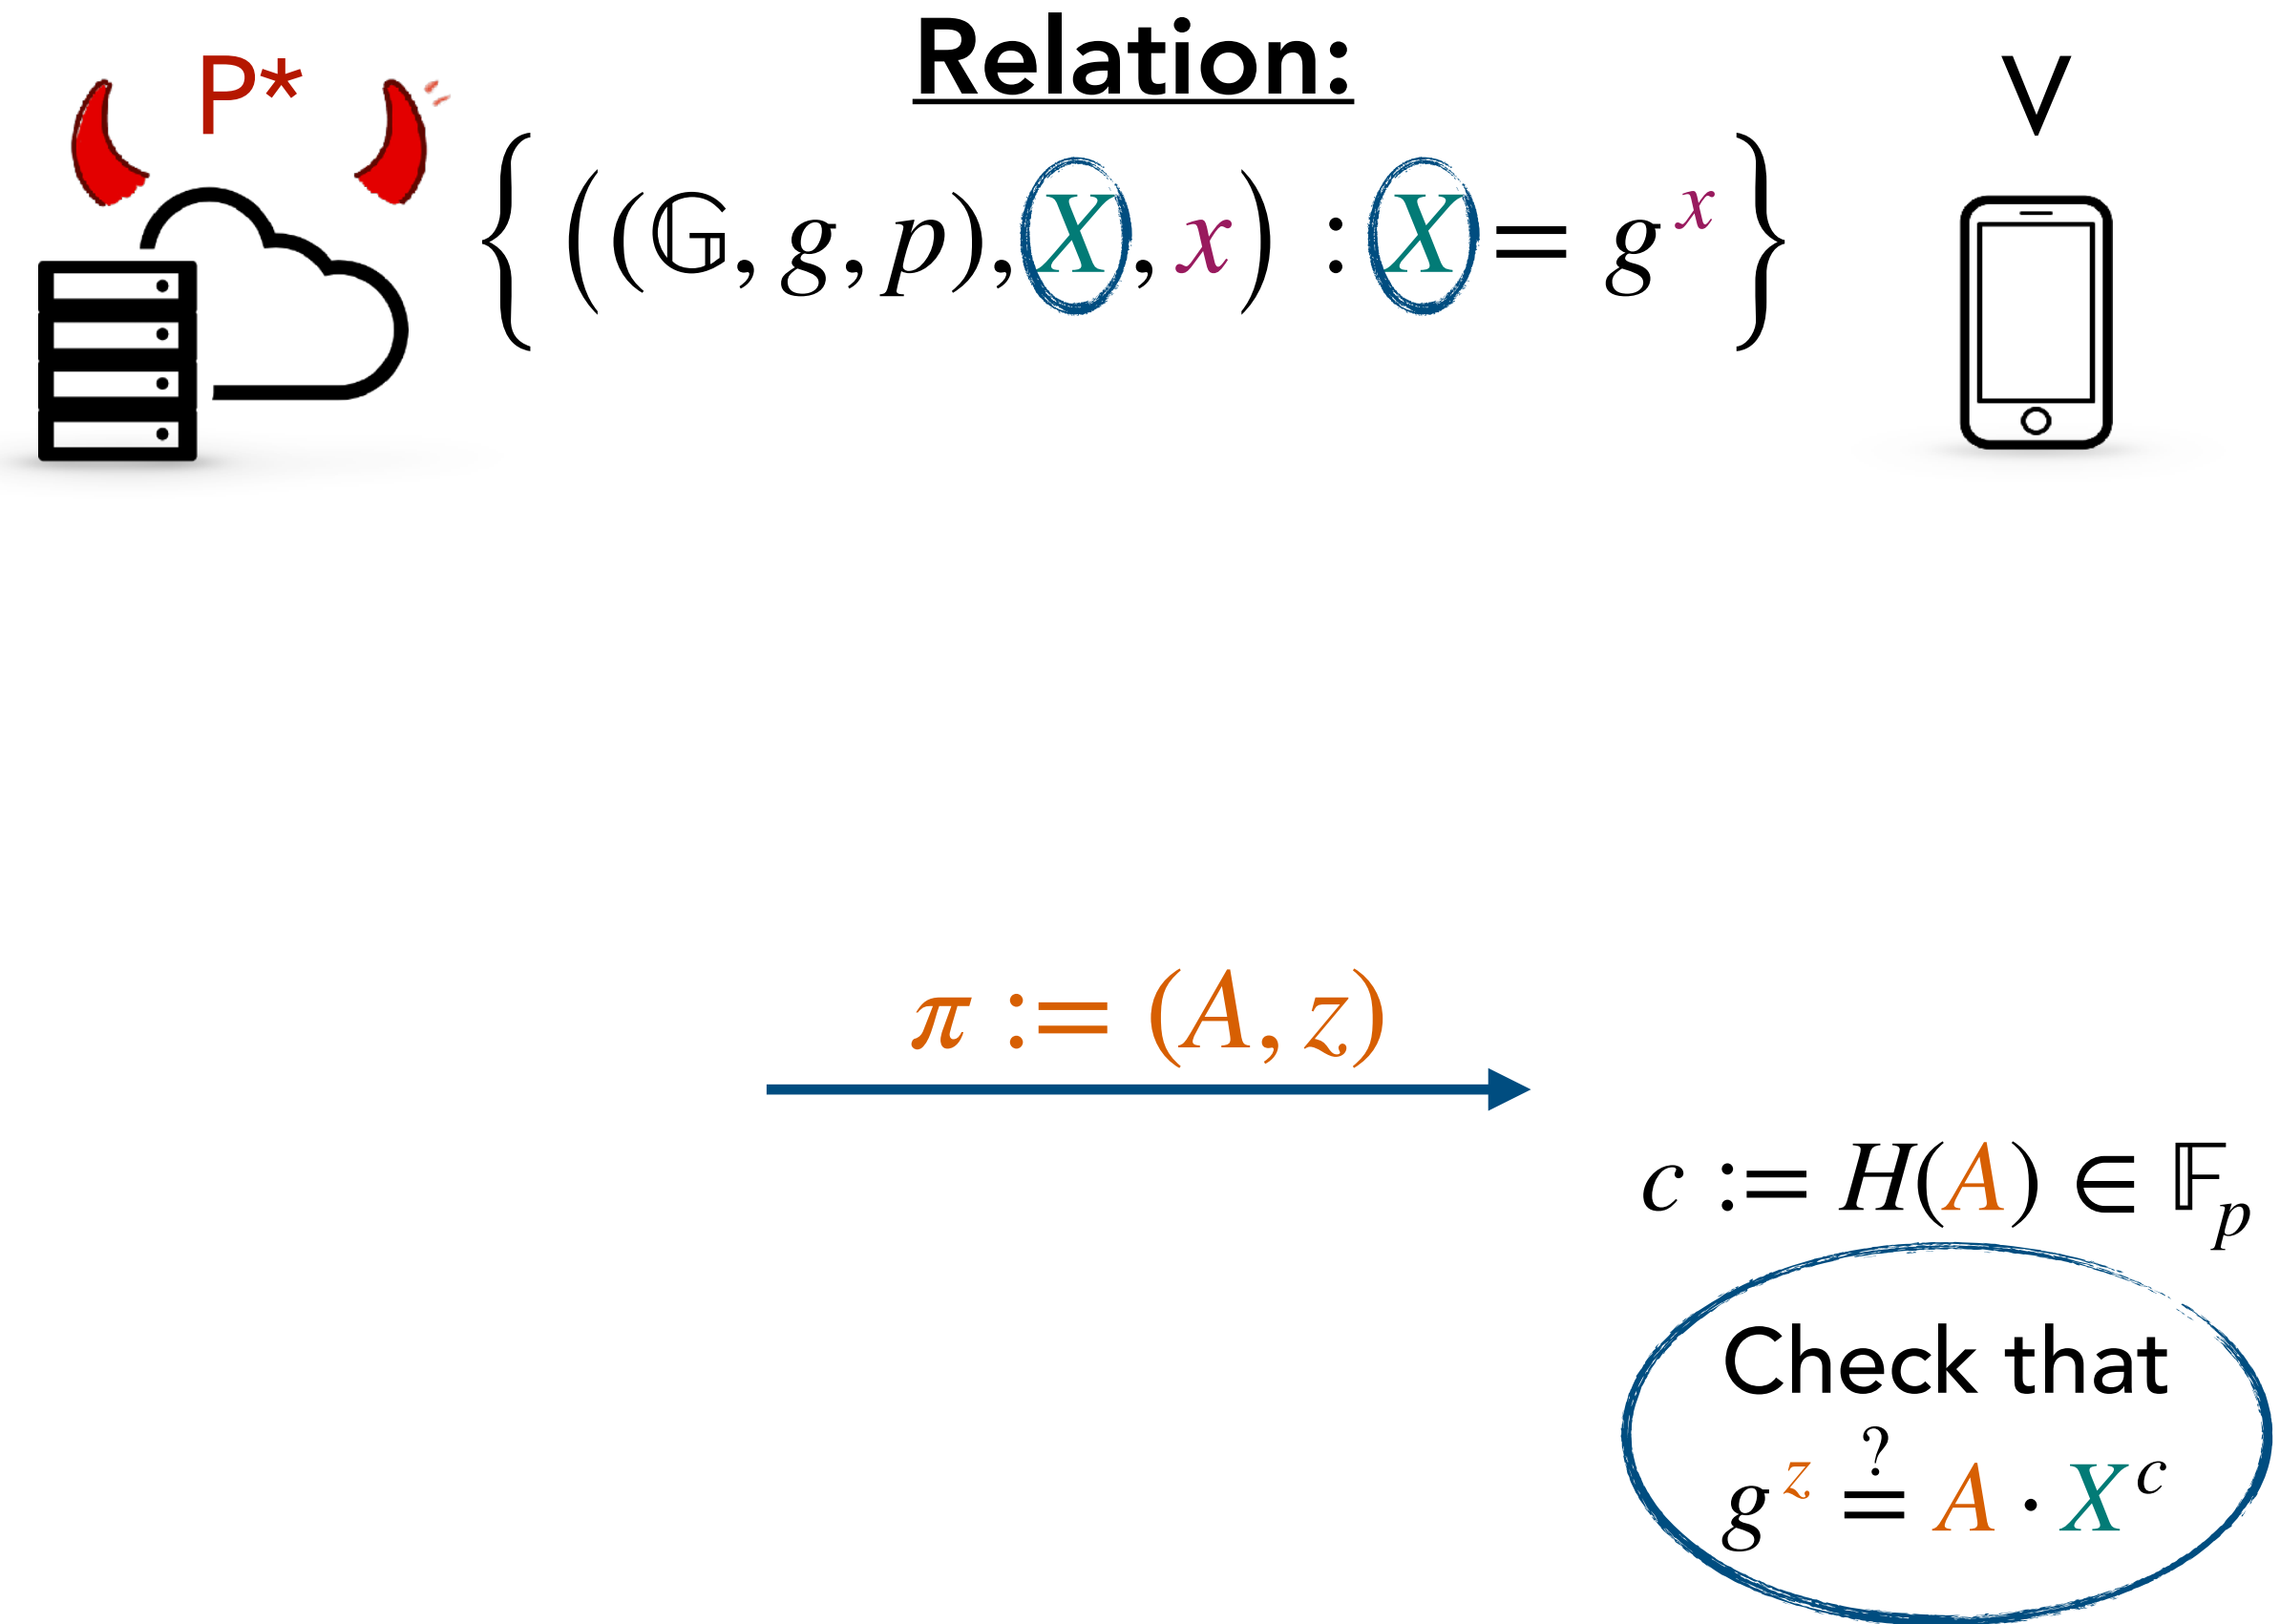 Relation:
P*
V
{((𝔾, g, p), X, x) : X = g^x}
π := (A, z)
c := H(A) ∈ 𝔽_p
Check that
g^z ≟ A · X^c